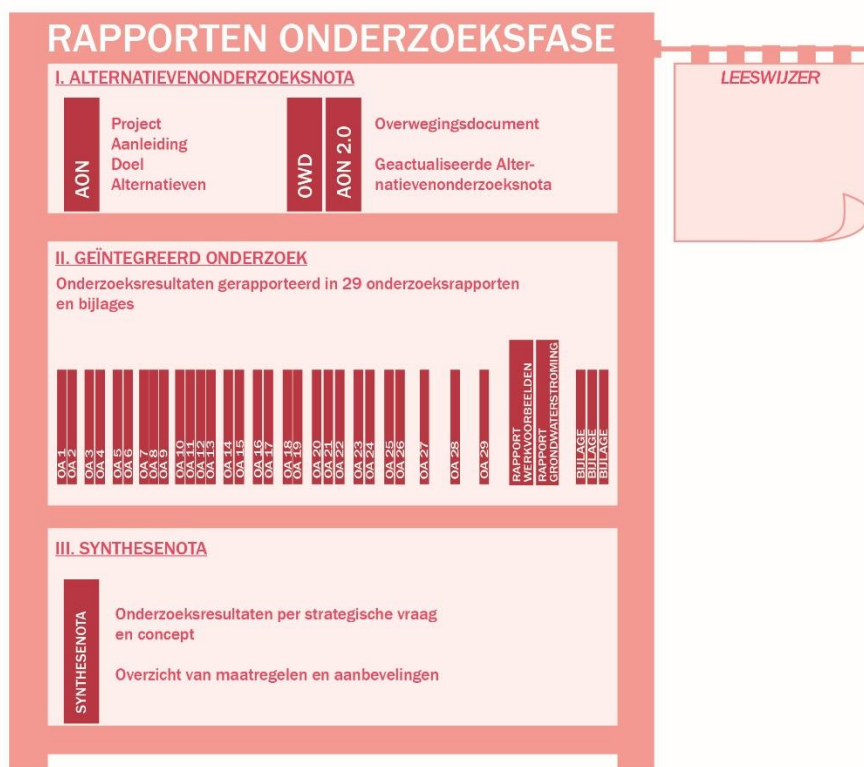 RAPPORTEN ONDERZOEKSFASE
LEESWIJZER
I. ALTERNATIEVENONDERZOEKSNOTA
AON
Project
Aanleiding
Doel
Alternatieven
OWD
AON 2.0
Overwegingsdocument
Geactualiseerde Alter-
natievenonderzoeksnota
II. GEÏNTEGREERD ONDERZOEK
Onderzoeksresultaten gerapporteerd in 29 onderzoeksrapporten
en bijlages
OA 1
OA 2
OA 3
OA 4
OA 5
OA 6
OA 7
OA 8
OA 9
OA 10
OA 11
OA 12
OA 13
OA 14
OA 15
OA 16
OA 17
OA 18
OA 19
OA 20
OA 21
OA 22
OA 23
OA 24
OA 25
OA 26
OA 27
OA 28
OA 29
RAPPORT
WERKVOORBEELDEN
RAPPORT
GRONDWATERSTROMING
BIJLAGE
BIJLAGE
BIJLAGE
III. SYNTHESENOTA
SYNTHESENOTA
Onderzoeksresultaten per strategische vraag
en concept
Overzicht van maatregelen en aanbevelingen